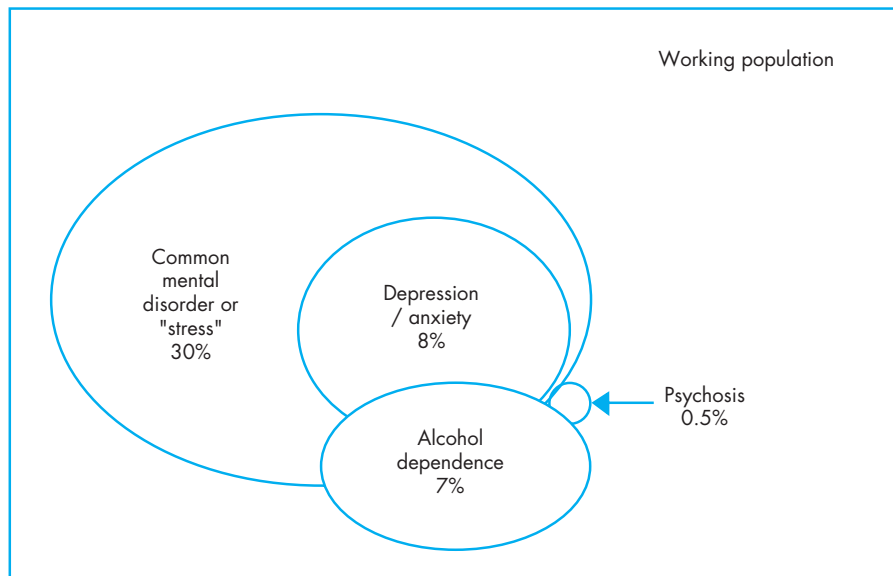 Working population
Common
mental
disorder or
"stress"
30%
Depression
/ anxiety
8%
Psychosis
0.5%
Alcohol
dependence
7%